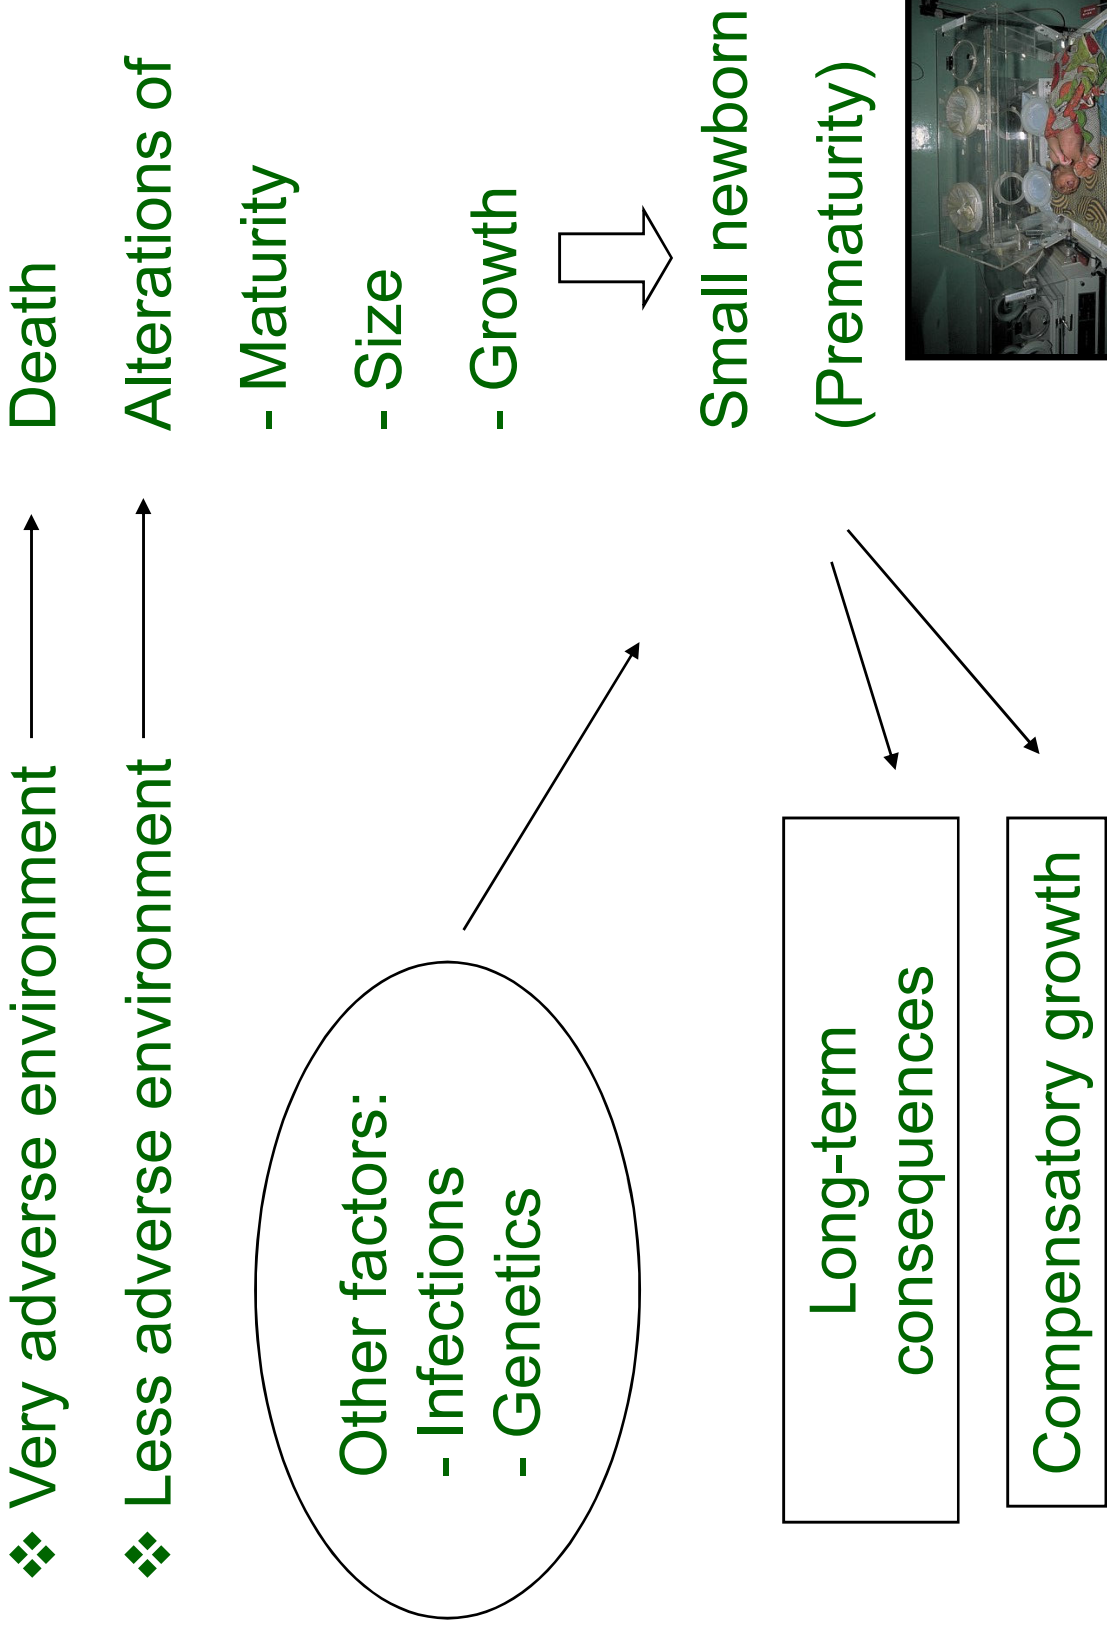 ❖ Very adverse environment
Death
❖ Less adverse environment
Alterations of
- Maturity
- Size
- Growth
Other factors:
- Infections
- Genetics
Small newborn
(Prematurity)
Long-term
consequences
Compensatory growth